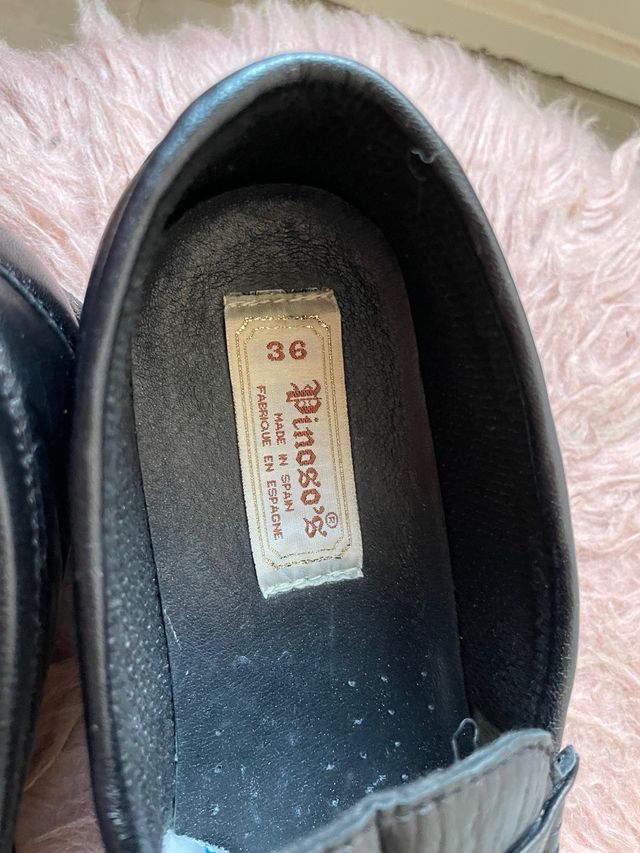 36
Pinoso's ®
MADE IN SPAIN
FABRIQUE EN ESPAGNE